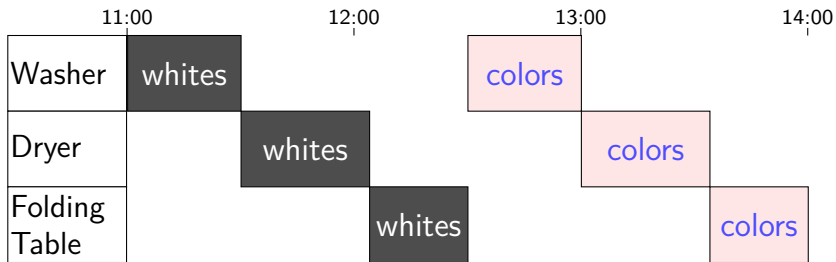 11:00 12:00 13:00 14:00
Washer whites colors
Dryer whites colors
Folding
Table whites colors